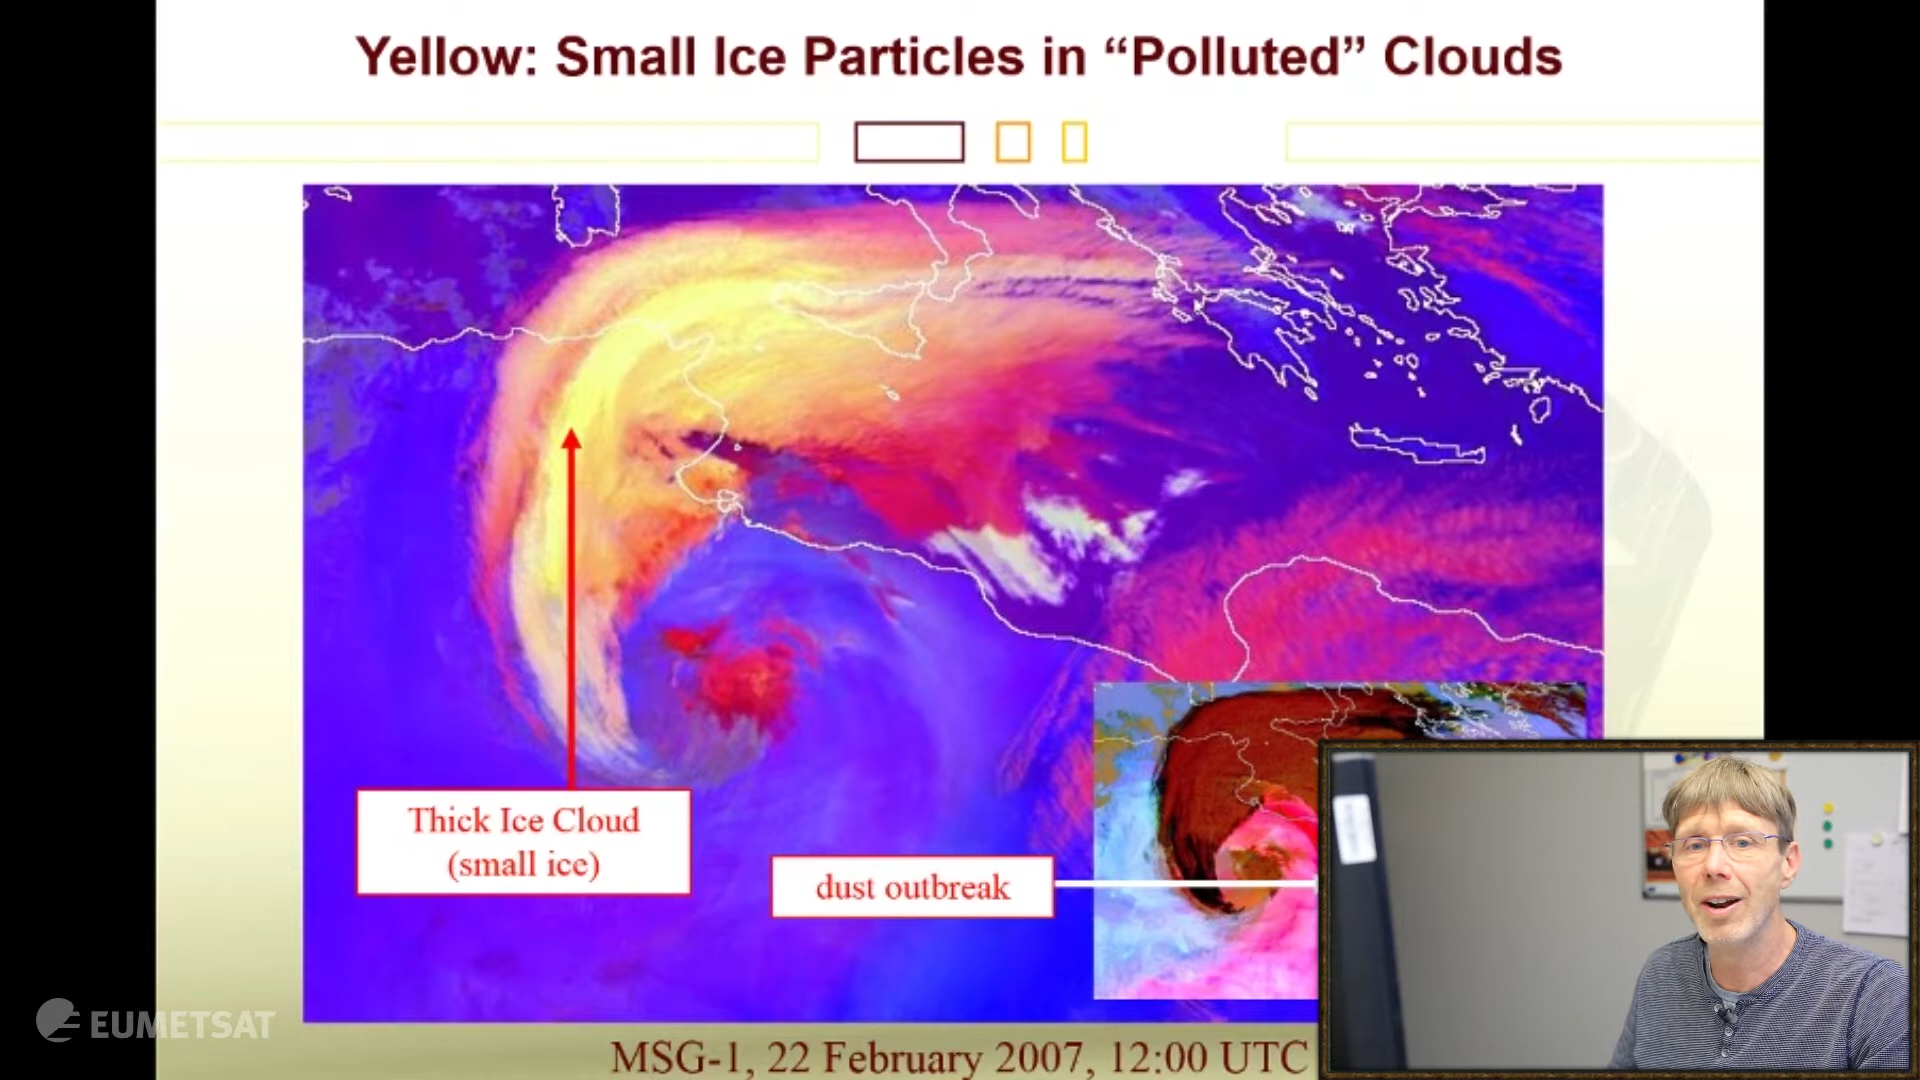 Yellow: Small Ice Particles in “Polluted” Clouds
Thick Ice Cloud
(small ice)
dust outbreak
EUMETSAT
MSG-1, 22 February 2007, 12:00 UTC